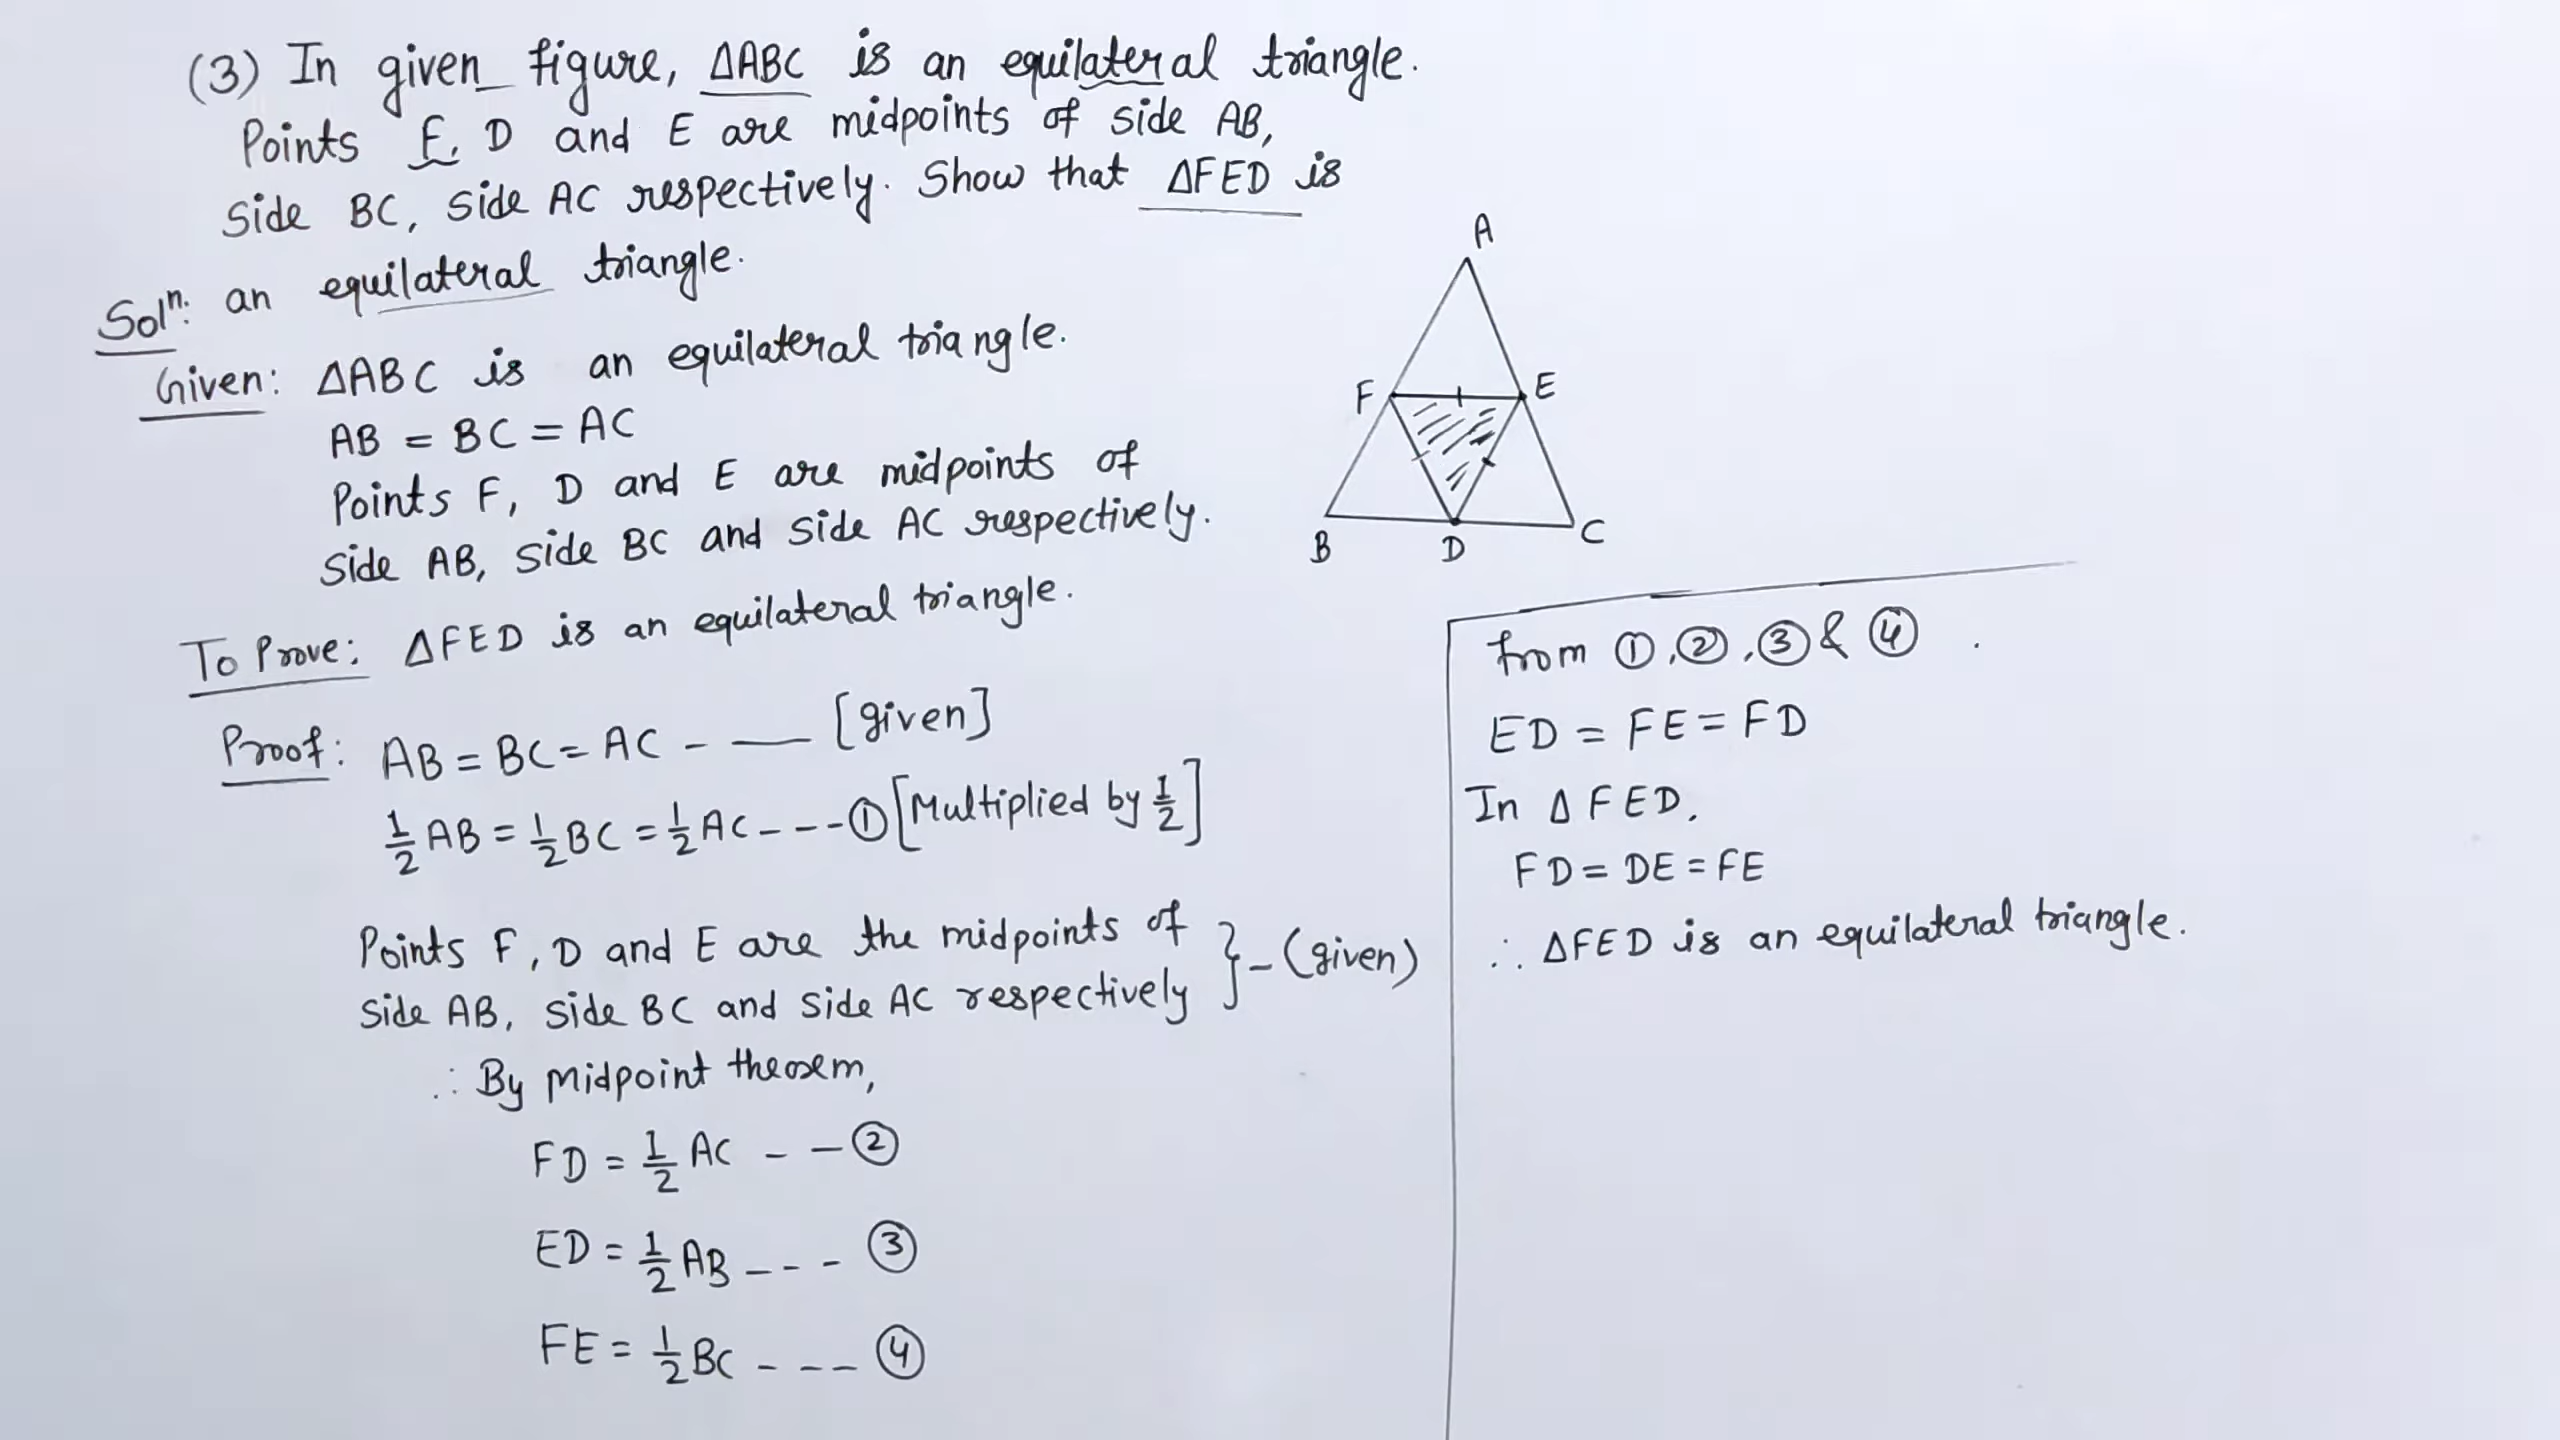 (3) In given figure, ΔABC is an equilateral triangle.
Points F, D and E are midpoints of side AB,
Side BC, Side AC respectively. Show that ΔFED is
an equilateral triangle.
Solⁿ:
Given: ΔABC is an equilateral triangle.
AB = BC = AC
Points F, D and E are midpoints of
Side AB, Side BC and Side AC respectively.
To Prove: ΔFED is an equilateral triangle.
Proof: AB = BC = AC - — [given]
1/2 AB = 1/2 BC = 1/2 AC - - - ① [Multiplied by 1/2]
Points F, D and E are the midpoints of
Side AB, Side BC and Side AC respectively } - (given)
∴ By Midpoint theorem,
FD = 1/2 AC - - ②
ED = 1/2 AB - - - ③
FE = 1/2 BC - - - ④
A
F
E
B
D
C
from ①, ②, ③ & ④ .
ED = FE = FD
In Δ FED,
FD = DE = FE
∴ ΔFED is an equilateral triangle.